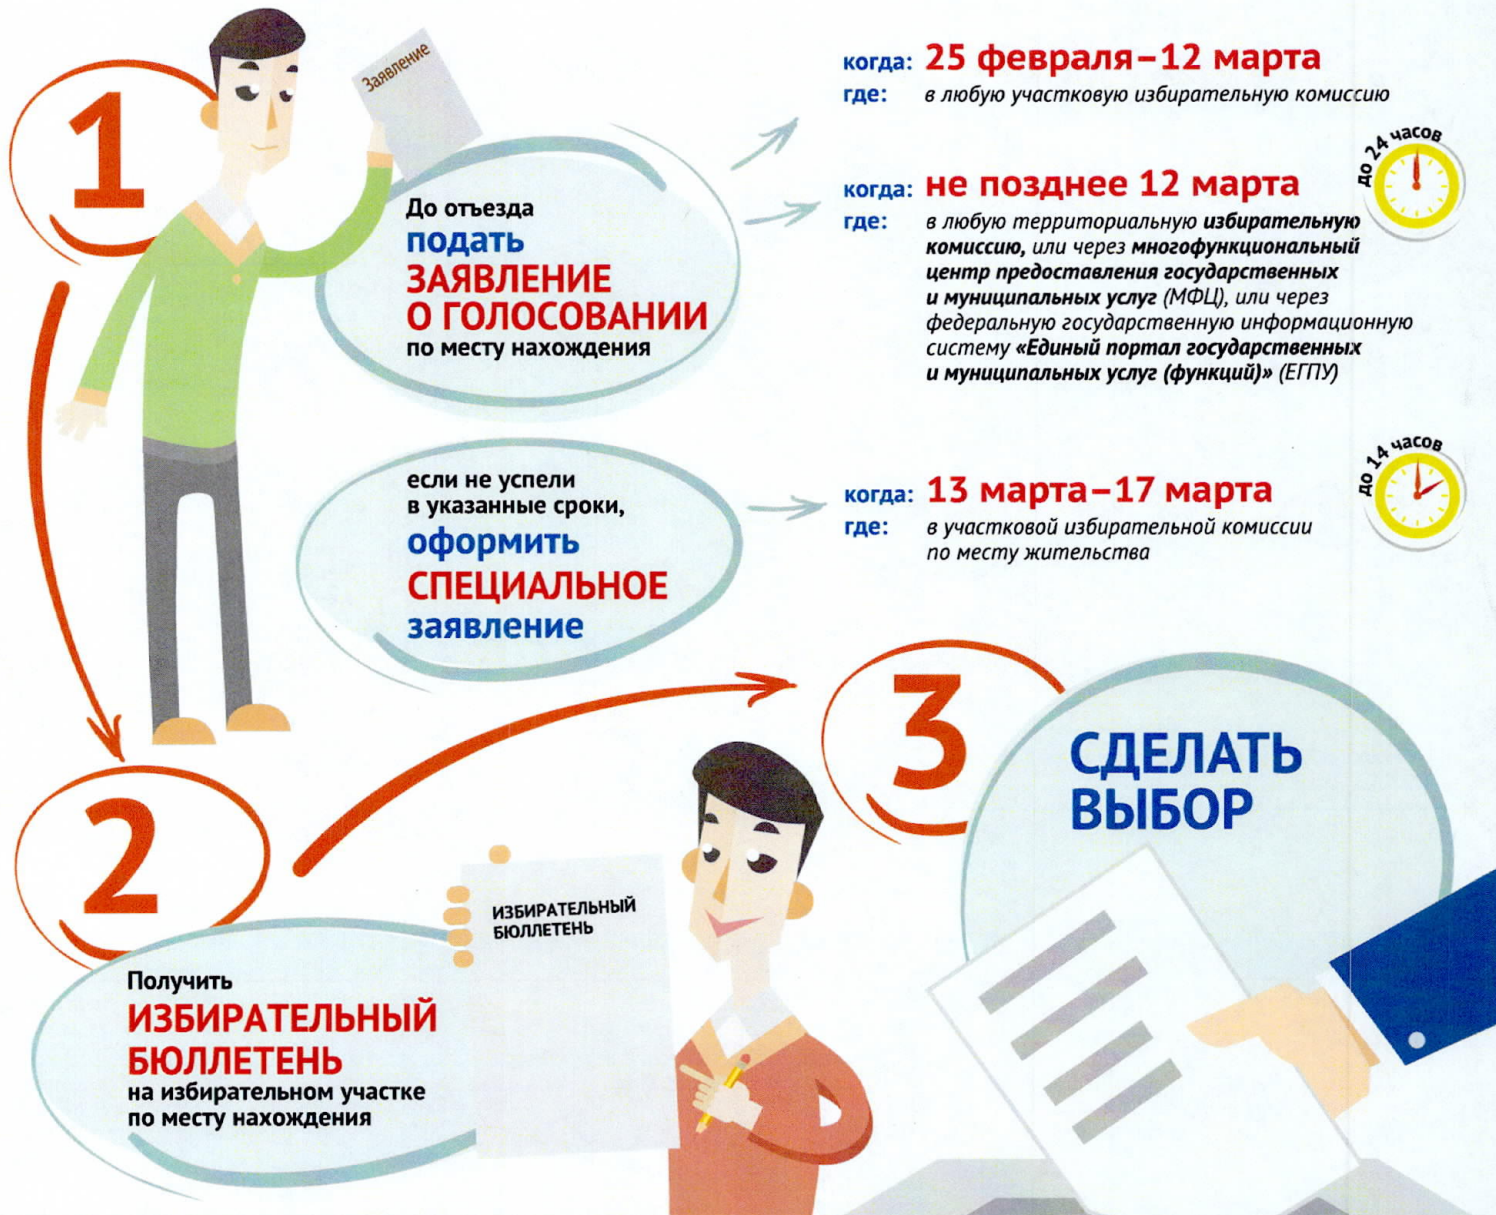 1
Заявление
До отъезда
подать
ЗАЯВЛЕНИЕ
О ГОЛОСОВАНИИ
по месту нахождения
когда: 25 февраля–12 марта
где: в любую участковую избирательную комиссию
когда: не позднее 12 марта
до 24 часов
где: в любую территориальную избирательную
комиссию, или через многофункциональный
центр предоставления государственных
и муниципальных услуг (МФЦ), или через
федеральную государственную информационную
систему «Единый портал государственных
и муниципальных услуг (функций)» (ЕГПУ)
если не успели
в указанные сроки,
оформить
СПЕЦИАЛЬНОЕ
заявление
когда: 13 марта–17 марта
до 14 часов
где: в участковой избирательной комиссии
по месту жительства
2
Получить
ИЗБИРАТЕЛЬНЫЙ
БЮЛЛЕТЕНЬ
на избирательном участке
по месту нахождения
ИЗБИРАТЕЛЬНЫЙ
БЮЛЛЕТЕНЬ
3
СДЕЛАТЬ
ВЫБОР